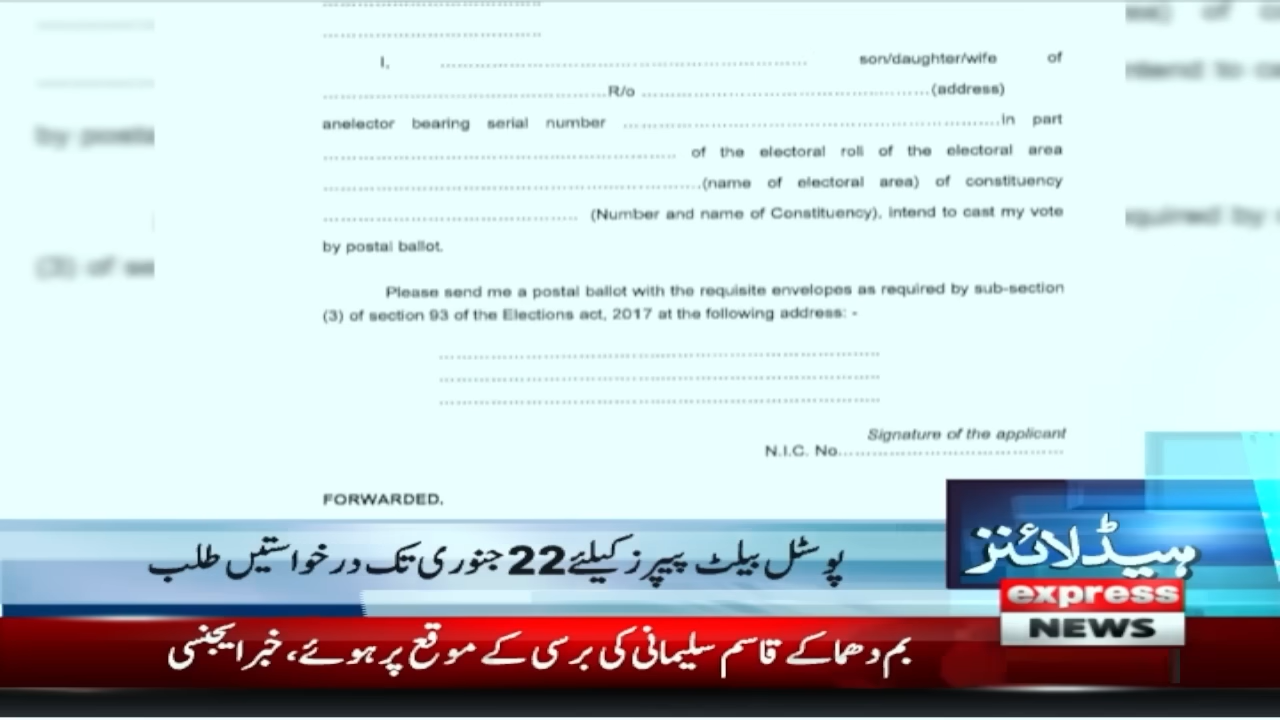 I, ........................................ son/daughter/wife of
........................................R/o ........................................(address)
anelector bearing serial number ........................................in part
........................................ of the electoral roll of the electoral area
........................................(name of electoral area) of constituency
........................................ (Number and name of Constituency), intend to cast my vote
by postal ballot.
Please send me a postal ballot with the requisite envelopes as required by sub-section
(3) of section 93 of the Elections act, 2017 at the following address: -
Signature of the applicant
N.I.C. No........................................
FORWARDED.
پوسٹل بیلٹ پیپرز کیلئے 22 جنوری تک درخواستیں طلب
ہیڈلائنز
express
NEWS
بم دھماکے قاسم سلیمانی کی برسی کے موقع پر ہوئے، خبر ایجنسی